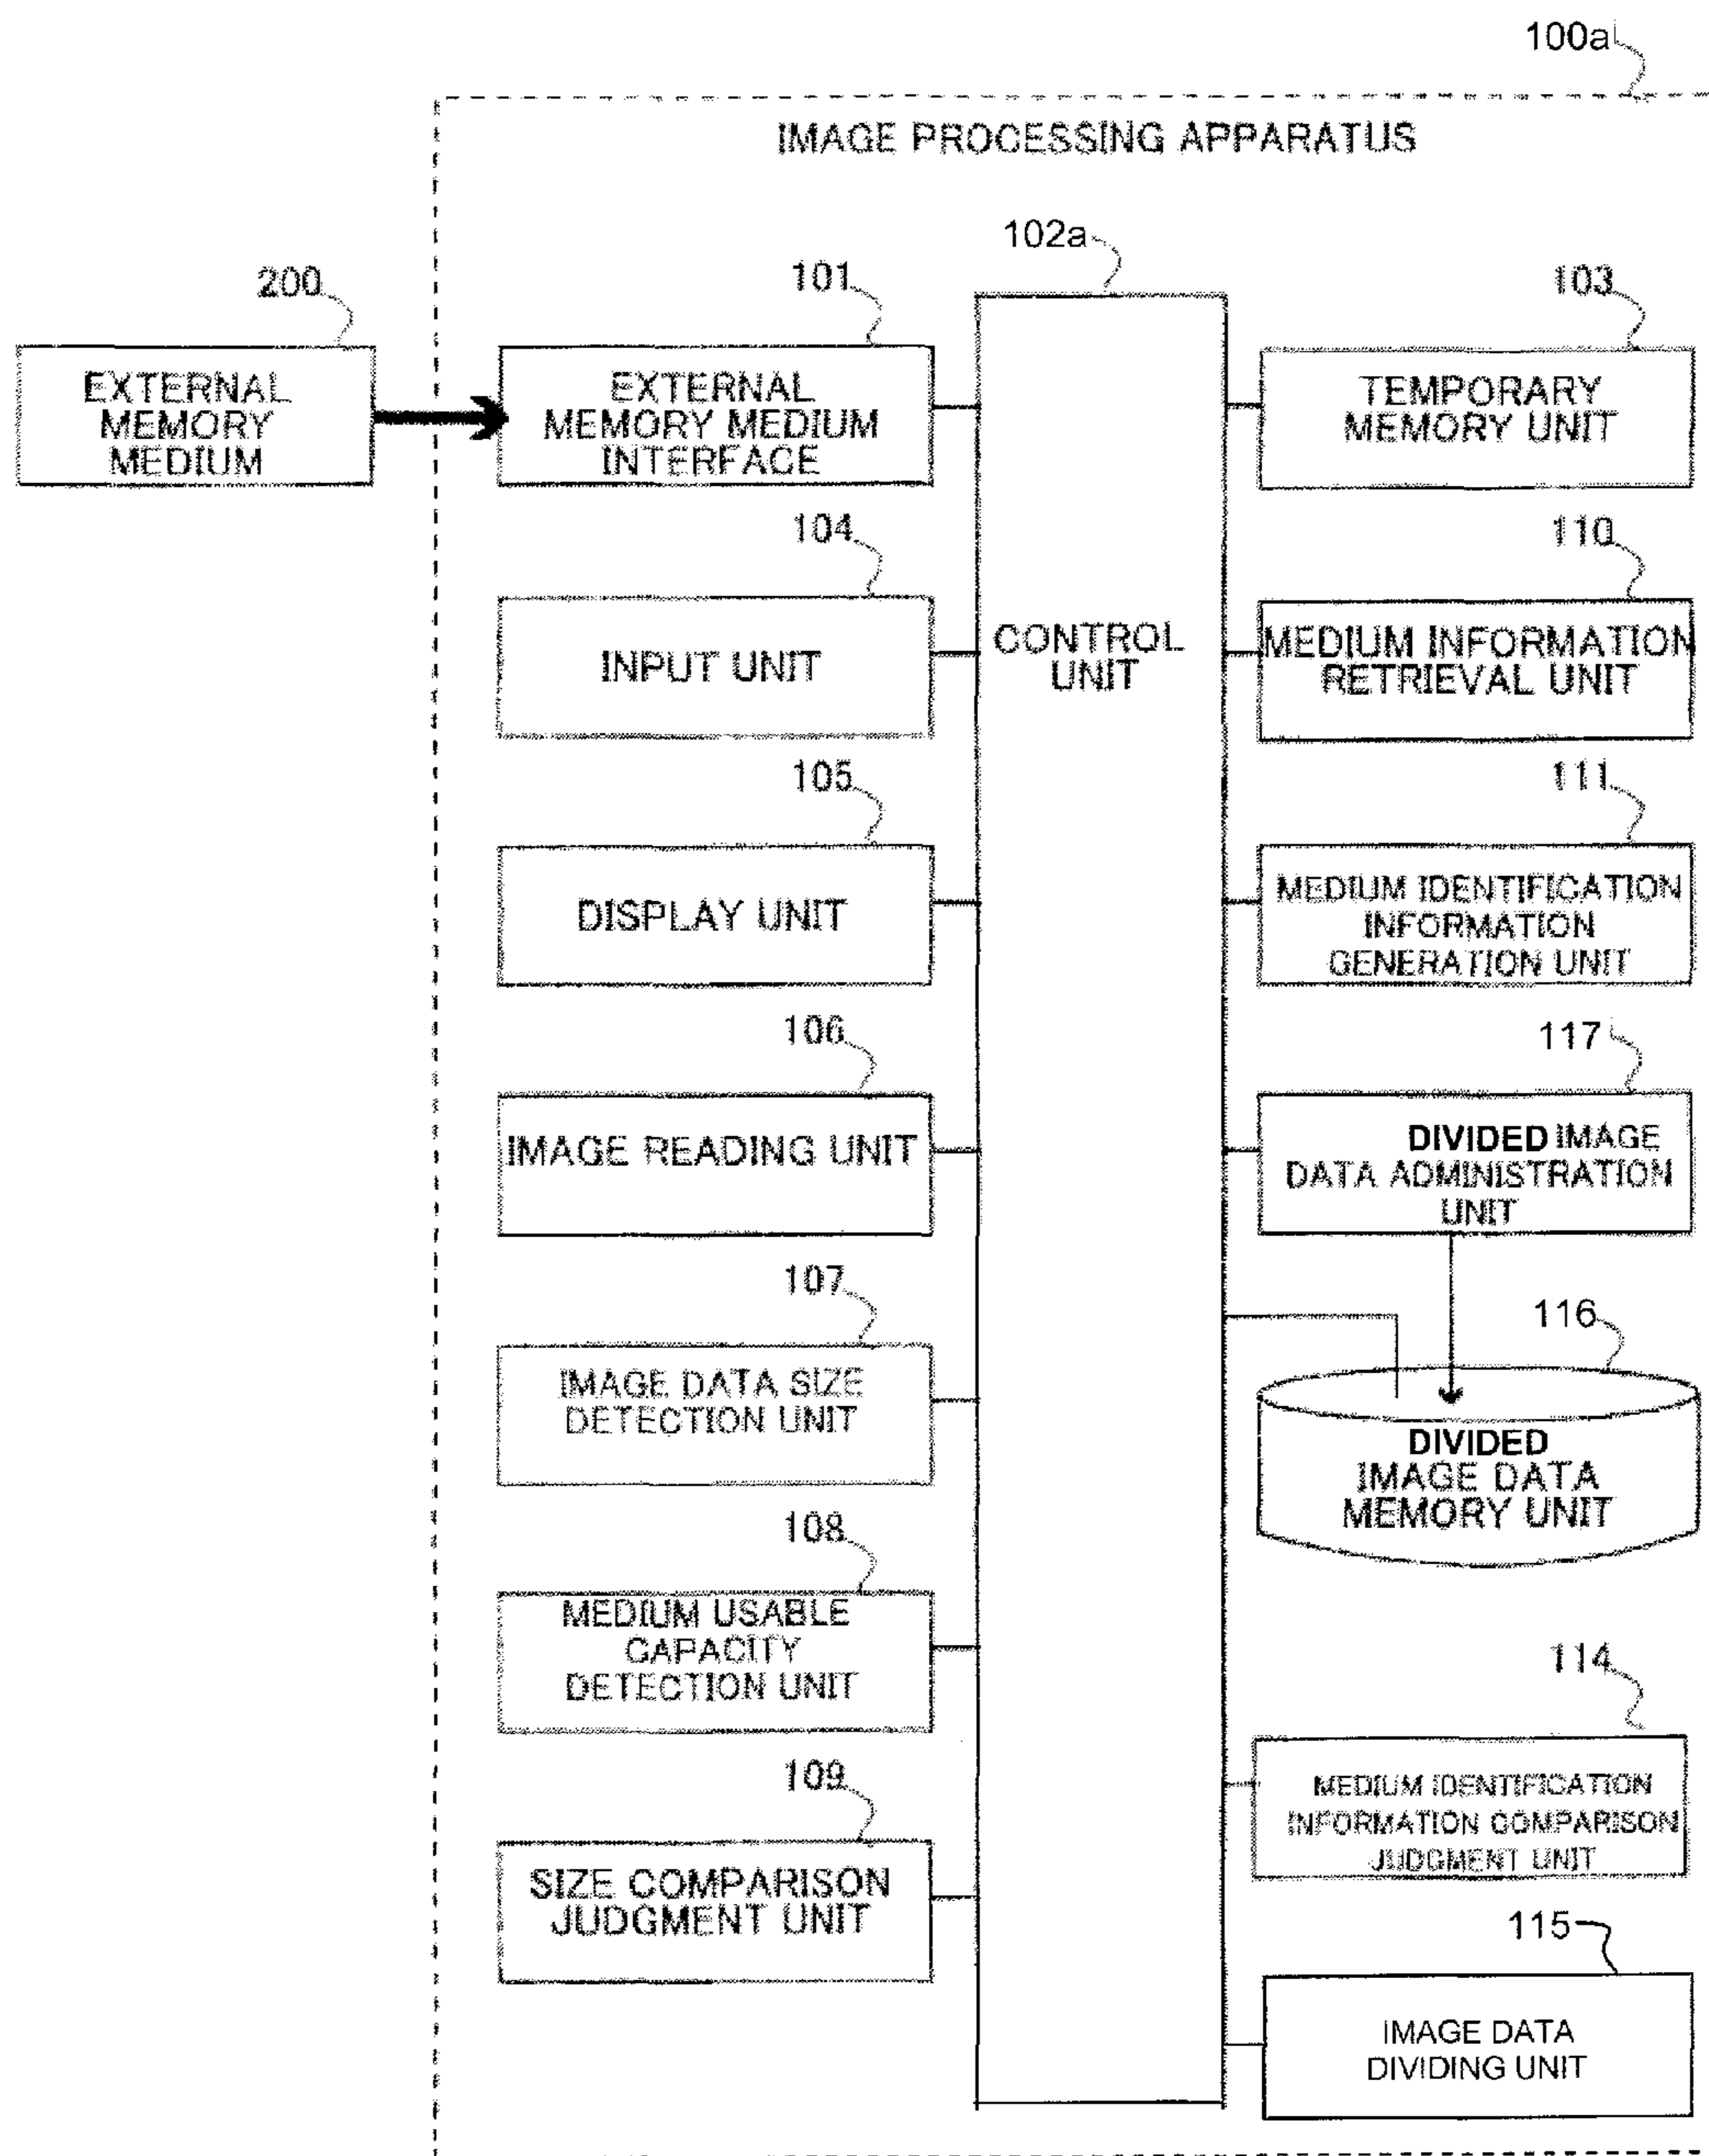 100a
IMAGE PROCESSING APPARATUS
102a
200
101
103
EXTERNAL
MEMORY
MEDIUM
EXTERNAL
MEMORY MEDIUM
INTERFACE
TEMPORARY
MEMORY UNIT
104
110
INPUT UNIT
CONTROL
UNIT
MEDIUM INFORMATION
RETRIEVAL UNIT
105
111
DISPLAY UNIT
MEDIUM IDENTIFICATION
INFORMATION
GENERATION UNIT
106
117
IMAGE READING UNIT
DIVIDED IMAGE
DATA ADMINISTRATION
UNIT
107
116
IMAGE DATA SIZE
DETECTION UNIT
DIVIDED
IMAGE DATA
MEMORY UNIT
108
MEDIUM USABLE
CAPACITY
DETECTION UNIT
114
109
MEDIUM IDENTIFICATION
INFORMATION COMPARISON
JUDGMENT UNIT
SIZE COMPARISON
JUDGMENT UNIT
115
IMAGE DATA
DIVIDING UNIT